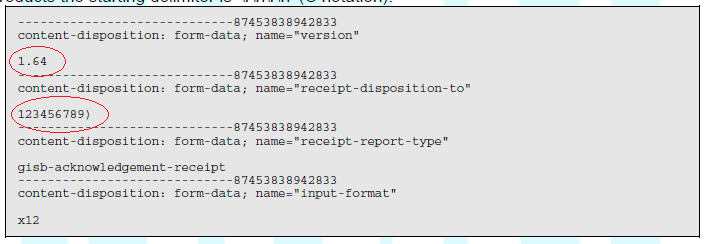 roducts the starting delimiter is (C notation).
-----------------------------87453838942833
content-disposition: form-data; name="version"
1.64
-----------------------------87453838942833
content-disposition: form-data; name="receipt-disposition-to"
123456789)
-----------------------------87453838942833
content-disposition: form-data; name="receipt-report-type"
gisb-acknowledgement-receipt
-----------------------------87453838942833
content-disposition: form-data; name="input-format"
x12